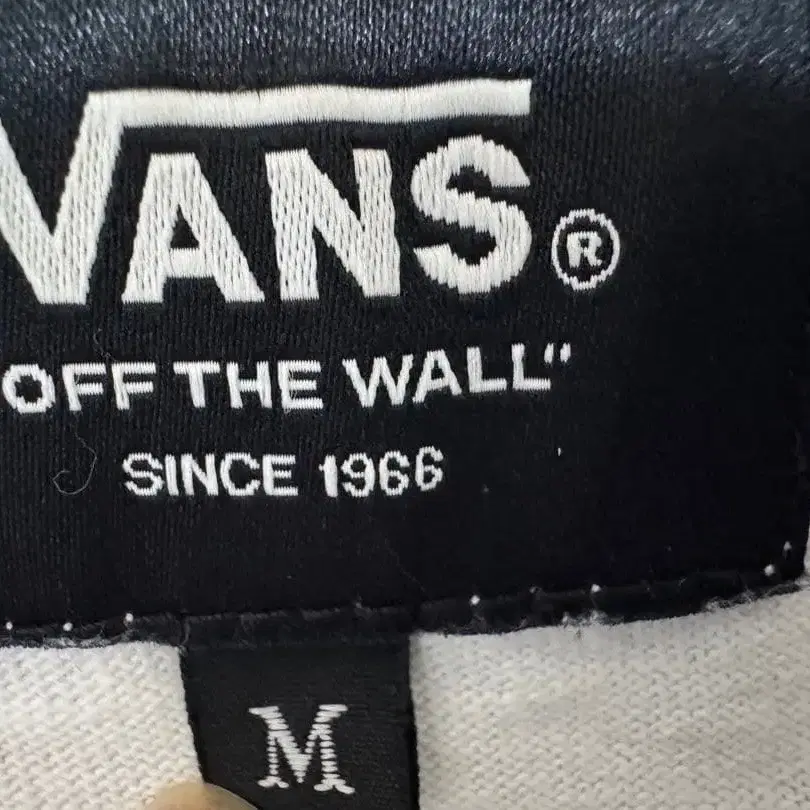 VANS®
OFF THE WALL"
SINCE 1966
M